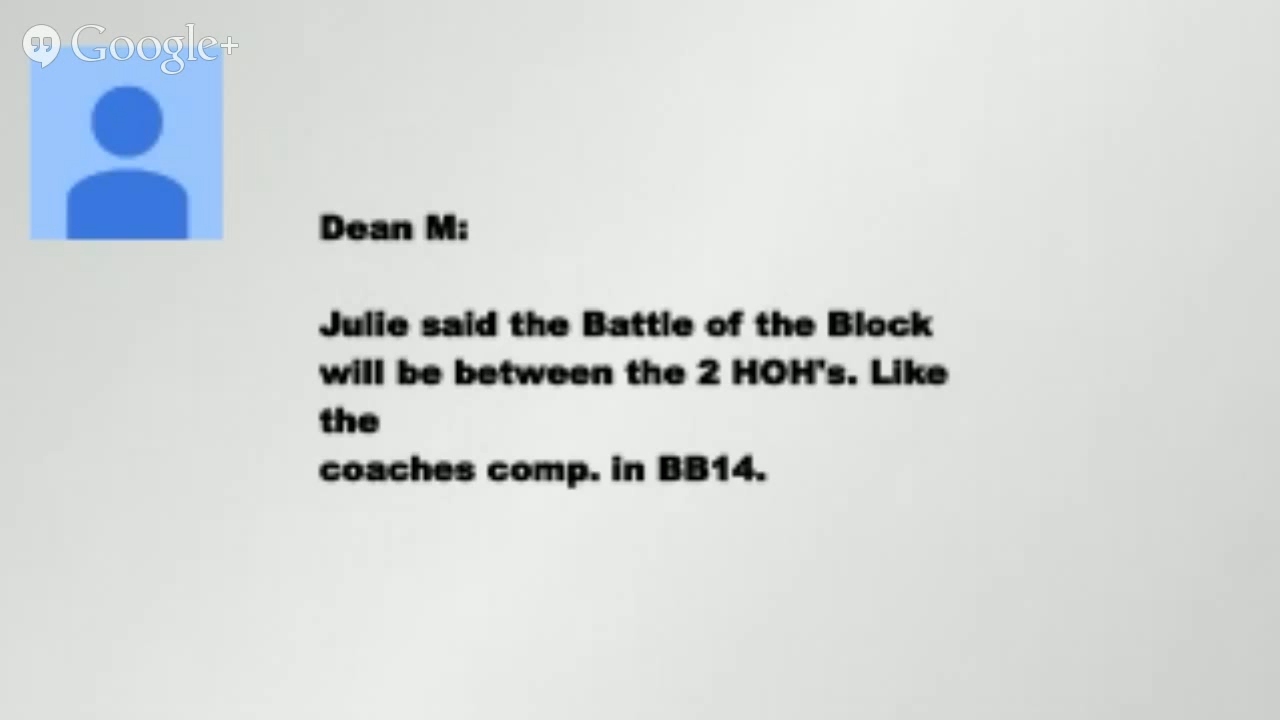 Google+
Dean M:
Julie said the Battle of the Block
will be between the 2 HOH's. Like
the
coaches comp. in BB14.